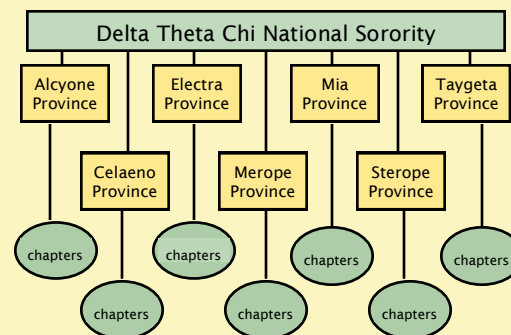 Delta Theta Chi National Sorority
Alcyone
Province
Electra
Province
Mia
Province
Taygeta
Province
Celaeno
Province
Merope
Province
Sterope
Province
chapters
chapters
chapters
chapters
chapters
chapters
chapters